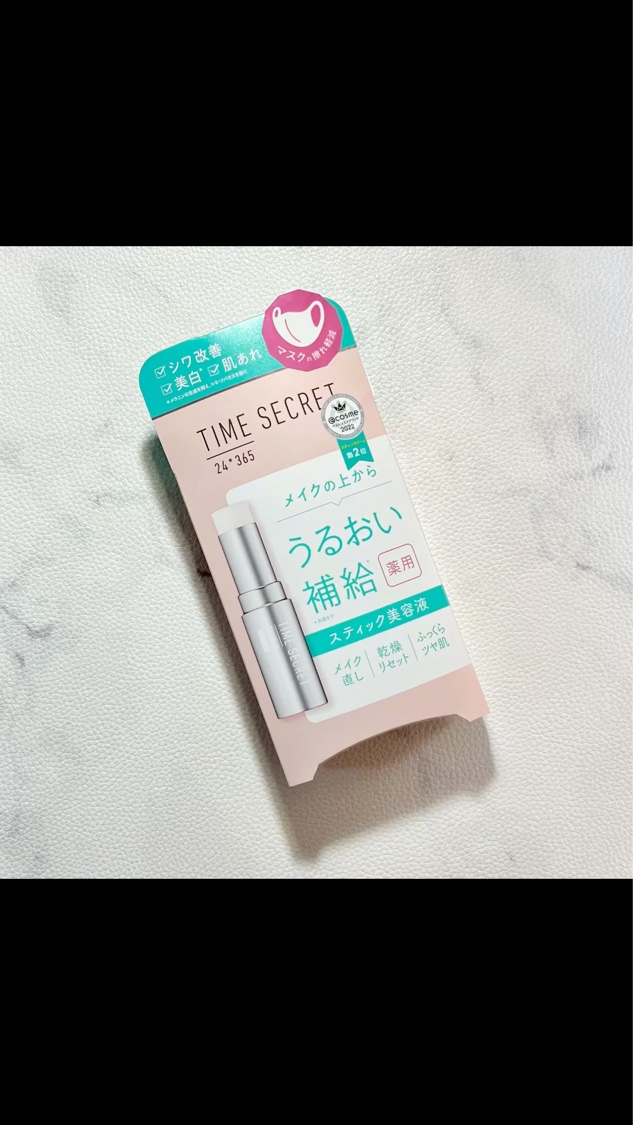 シワ改善
美白* 肌あれ
マスクの擦れ軽減
TIME SECRET
24*365
@cosme
2022
第2位
メイクの上から
うるおい
補給
薬用
スティック美容液
メイク
直し
乾燥
リセット
ふっくら
ツヤ肌
TIME SECRET